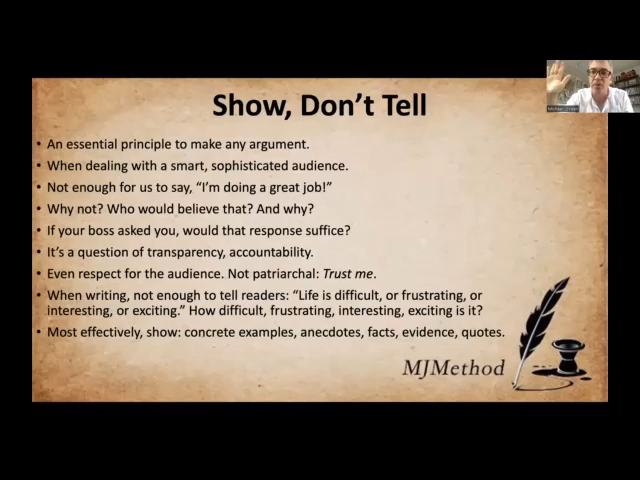 Show, Don't Tell
• An essential principle to make any argument.
• When dealing with a smart, sophisticated audience.
• Not enough for us to say, "I'm doing a great job!"
• Why not? Who would believe that? And why?
• If your boss asked you, would that response suffice?
• It's a question of transparency, accountability.
• Even respect for the audience. Not patriarchal: Trust me.
• When writing, not enough to tell readers: "Life is difficult, or frustrating, or
interesting, or exciting." How difficult, frustrating, interesting, exciting is it?
• Most effectively, show: concrete examples, anecdotes, facts, evidence, quotes.
MJMethod